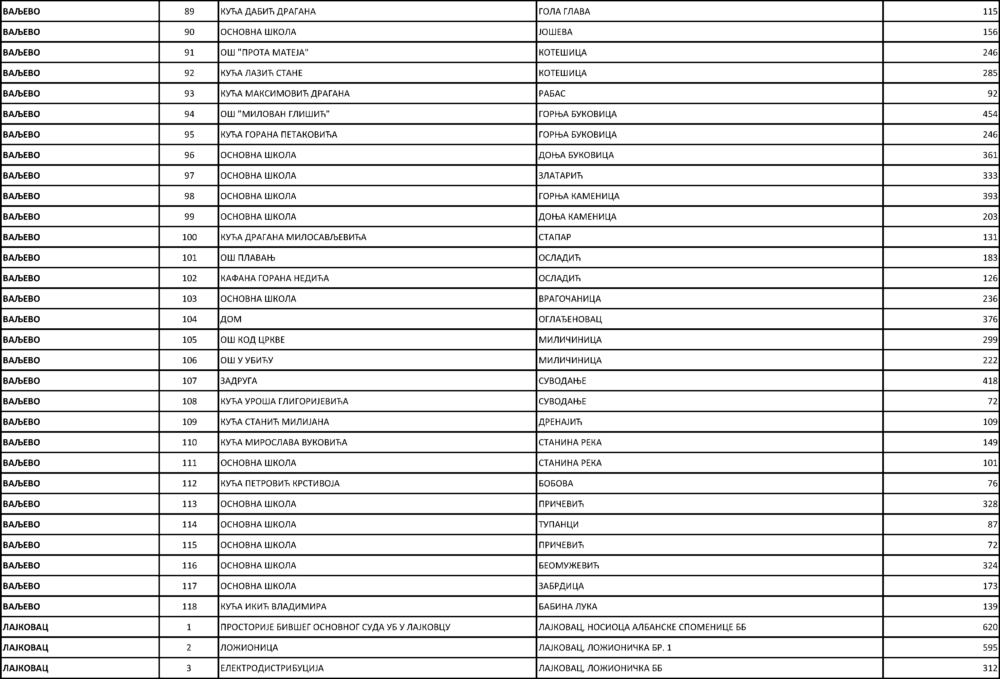 ВАЉЕВО 89 КУЋА ДАБИЋ ДРАГАНА ГОЛА ГЛАВА 115
ВАЉЕВО 90 ОСНОВНА ШКОЛА ЈОШЕВА 156
ВАЉЕВО 91 ОШ "ПРОТА МАТЕЈА" КОТЕШИЦА 246
ВАЉЕВО 92 КУЋА ЛАЗИЋ СТАНЕ КОТЕШИЦА 285
ВАЉЕВО 93 КУЋА МАКСИМОВИЋ ДРАГАНА РАБАС 92
ВАЉЕВО 94 ОШ "МИЛОВАН ГЛИШИЋ" ГОРЊА БУКОВИЦА 454
ВАЉЕВО 95 КУЋА ГОРАНА ПЕТАКОВИЋА ГОРЊА БУКОВИЦА 246
ВАЉЕВО 96 ОСНОВНА ШКОЛА ДОЊА БУКОВИЦА 361
ВАЉЕВО 97 ОСНОВНА ШКОЛА ЗЛАТАРИЋ 333
ВАЉЕВО 98 ОСНОВНА ШКОЛА ГОРЊА КАМЕНИЦА 393
ВАЉЕВО 99 ОСНОВНА ШКОЛА ДОЊА КАМЕНИЦА 203
ВАЉЕВО 100 КУЋА ДРАГАНА МИЛОСАВЉЕВИЋА СТАПАР 131
ВАЉЕВО 101 ОШ ПЛАВАЊ ОСЛАДИЋ 183
ВАЉЕВО 102 КАФАНА ГОРАНА НЕДИЋА ОСЛАДИЋ 126
ВАЉЕВО 103 ОСНОВНА ШКОЛА ВРАГОЧАНИЦА 236
ВАЉЕВО 104 ДОМ ОГЛАЂЕНОВАЦ 376
ВАЉЕВО 105 ОШ КОД ЦРКВЕ МИЛИЧИНИЦА 299
ВАЉЕВО 106 ОШ У УБИЋУ МИЛИЧИНИЦА 222
ВАЉЕВО 107 ЗАДРУГА СУВОДАЊЕ 418
ВАЉЕВО 108 КУЋА УРОША ГЛИГОРИЈЕВИЋА СУВОДАЊЕ 72
ВАЉЕВО 109 КУЋА СТАНИЋ МИЛИЈАНА ДРЕНАЈИЋ 109
ВАЉЕВО 110 КУЋА МИРОСЛАВА ВУКОВИЋА СТАНИНА РЕКА 149
ВАЉЕВО 111 ОСНОВНА ШКОЛА СТАНИНА РЕКА 101
ВАЉЕВО 112 КУЋА ПЕТРОВИЋ КРСТИВОЈА БОБОВА 76
ВАЉЕВО 113 ОСНОВНА ШКОЛА ПРИЧЕВИЋ 328
ВАЉЕВО 114 ОСНОВНА ШКОЛА ТУПАНЦИ 87
ВАЉЕВО 115 ОСНОВНА ШКОЛА ПРИЧЕВИЋ 72
ВАЉЕВО 116 ОСНОВНА ШКОЛА БЕОМУЖЕВИЋ 324
ВАЉЕВО 117 ОСНОВНА ШКОЛА ЗАБРДИЦА 173
ВАЉЕВО 118 КУЋА ИКИЋ ВЛАДИМИРА БАБИНА ЛУКА 139
ЛАЈКОВАЦ 1 ПРОСТОРИЈЕ БИВШЕГ ОСНОВНОГ СУДА УБ У ЛАЈКОВЦУ ЛАЈКОВАЦ, НОСИОЦА АЛБАНСКЕ СПОМЕНИЦЕ ББ 620
ЛАЈКОВАЦ 2 ЛОЖИОНИЦА ЛАЈКОВАЦ, ЛОЖИОНИЧКА БР. 1 595
ЛАЈКОВАЦ 3 ЕЛЕКТРОДИСТРИБУЦИЈА ЛАЈКОВАЦ, ЛОЖИОНИЧКА ББ 312